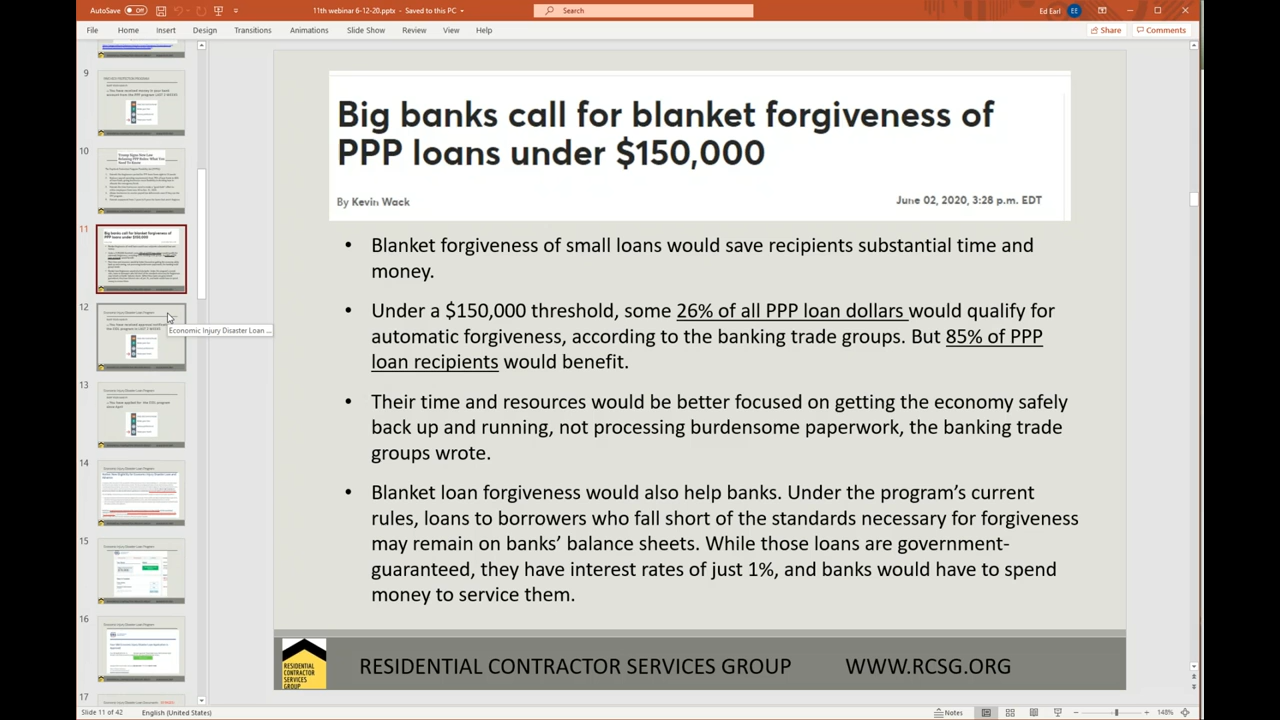 AutoSave Off
11th webinar 6-12-20.pptx - Saved to this PC
Search
Ed Earl EE
File Home Insert Design Transitions Animations Slide Show Review View Help
Share Comments
9
10
11
12
13
14
15
16
17
Economic Injury Disaster Loan ...
Big banks call for blanket forgiveness of
PPP loans under $150,000
By Kevin Wack
June 02, 2020, 3:28 p.m. EDT
• Blanket forgiveness of small loans would save recipients substantial time and
money.
• Under a $150,000 threshold, some 26% of all PPP loan dollars would qualify for
automatic forgiveness, according to the banking trade groups. But 85% of PPP
loan recipients would benefit.
• Their time and resources would be better focused on getting the economy safely
back up and running, not processing burdensome paperwork, the banking trade
groups wrote.
• Blanket loan forgiveness would also help banks. Under the program's current
rules, loans to borrowers who fall short of the standards necessary for forgiveness
may remain on banks' balance sheets. While those loans are government-
guaranteed, they have interest rates of just 1%, and banks would have to spend
money to service them.
RESIDENTIAL
CONTRACTOR
SERVICES
GROUP
RESIDENTIAL CONTRACTOR SERVICES GROUP WWW.RCSG.ORG
Slide 11 of 42 English (United States)
Notes
148%